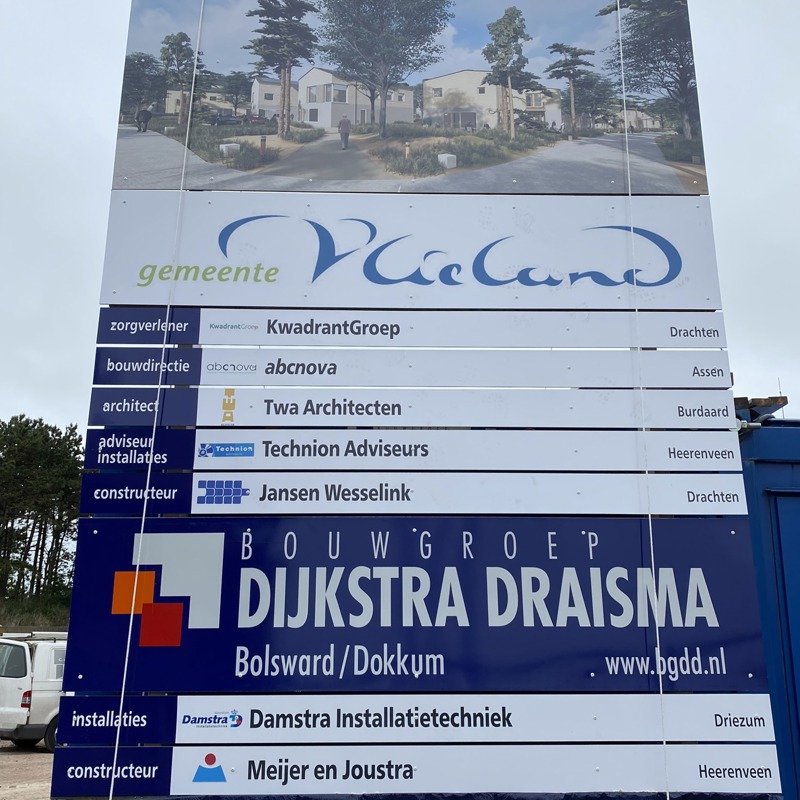 gemeente Vlieland
zorgverlener KwadrantGroep KwadrantGroep Drachten
bouwdirectie abcnova abcnova Assen
architect TWA Twa Architecten Burdaard
adviseur
installaties Technion Technion Adviseurs Heerenveen
constructeur Jansen Wesselink Drachten
BOUWGROEP
DIJKSTRA DRAISMA
Bolsward/Dokkum www.bgdd.nl
installaties Damstra Damstra Installatietechniek Driezum
constructeur Meijer en Joustra Heerenveen